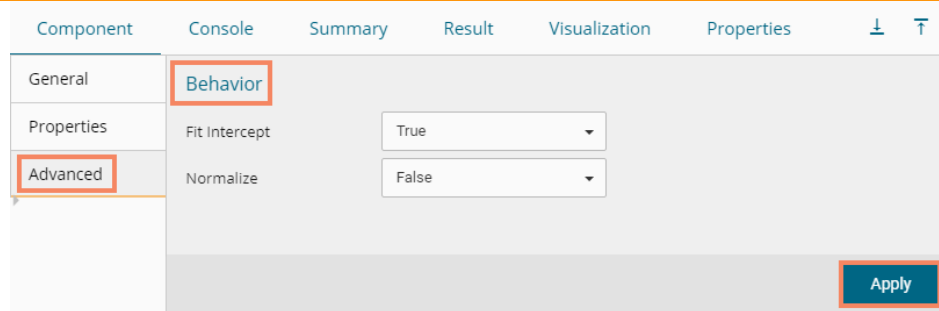 Component Console Summary Result Visualization Properties
General
Properties
Advanced
Behavior
Fit Intercept True
Normalize False
Apply